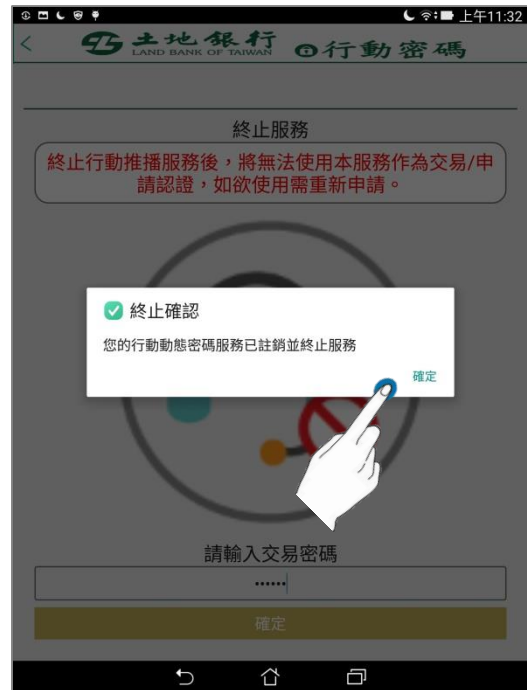 上午11:32
土地銀行
LAND BANK OF TAIWAN
行動密碼
終止服務
終止行動推播服務後，將無法使用本服務作為交易/申
請認證，如欲使用需重新申請。
終止確認
您的行動動態密碼服務已註銷並終止服務
確定
請輸入交易密碼
••••••
確定